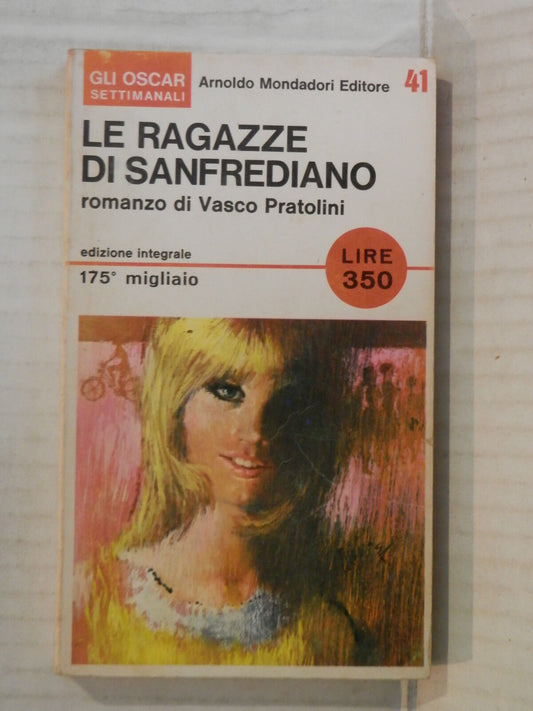 GLI OSCAR
SETTIMANALI
Arnoldo Mondadori Editore 41
LE RAGAZZE
DI SANFREDIANO
romanzo di Vasco Pratolini
edizione integrale
175° migliaio
LIRE
350